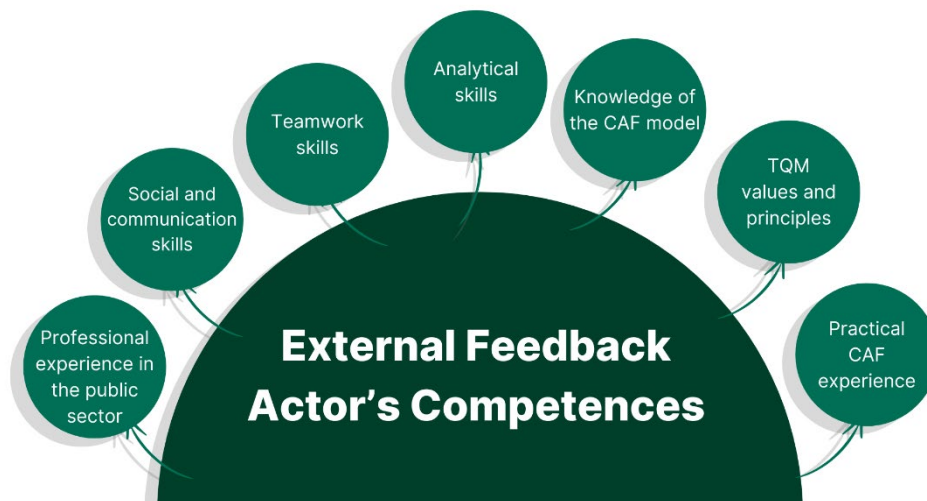 Professional
experience in
the public
sector
Social and
communication
skills
Teamwork
skills
Analytical
skills
Knowledge of
the CAF model
TQM
values and
principles
Practical
CAF
experience
External Feedback
Actor’s Competences